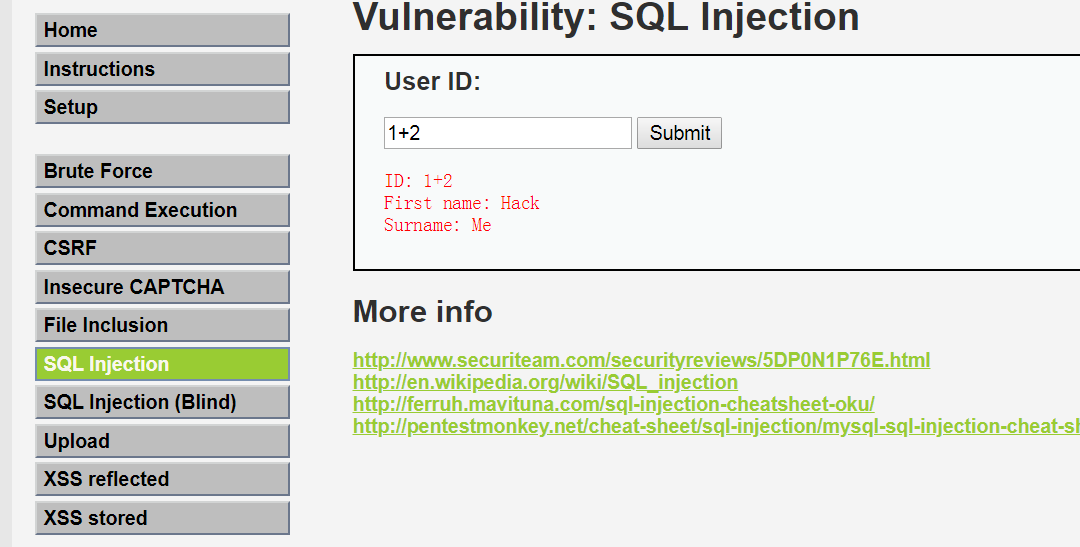 Home
Instructions
Setup
Brute Force
Command Execution
CSRF
Insecure CAPTCHA
File Inclusion
SQL Injection
SQL Injection (Blind)
Upload
XSS reflected
XSS stored
Vulnerability: SQL Injection
User ID:
1+2 Submit
ID: 1+2
First name: Hack
Surname: Me
More info
http://www.securiteam.com/securityreviews/5DP0N1P76E.html
http://en.wikipedia.org/wiki/SQL_injection
http://ferruh.mavituna.com/sql-injection-cheatsheet-oku/
http://pentestmonkey.net/cheat-sheet/sql-injection/mysql-sql-injection-cheat-sh